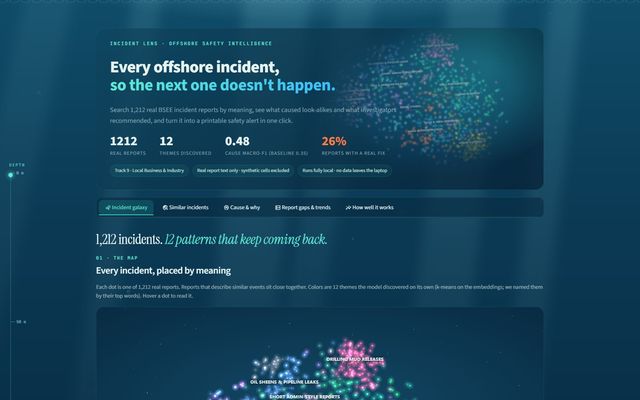 INCIDENT LENS · OFFSHORE SAFETY INTELLIGENCE
Every offshore incident,
so the next one doesn't happen.
Search 1,212 real BSEE incident reports by meaning, see what caused look-alikes and what investigators
recommended, and turn it into a printable safety alert in one click.
1212
REAL REPORTS
12
THEMES DISCOVERED
0.48
CAUSE MACRO-F1 (BASELINE 0.35)
26%
REPORTS WITH A REAL FIX
Track 9 · Local Business & Industry
Real report text only · synthetic cells excluded
Runs fully local · no data leaves the laptop
DEPTH
0 m
Incident galaxy
Similar incidents
Cause & why
Report gaps & trends
How well it works
1,212 incidents. 12 patterns that keep coming back.
01 · THE MAP
Every incident, placed by meaning
Each dot is one of 1,212 real reports. Reports that describe similar events sit close together. Colors are 12 themes the model discovered on its own (k-means on the embeddings; we named them
by their top words). Hover a dot to read it.
DRILLING MUD RELEASES
OIL SHEENS & PIPELINE LEAKS
SHORT ADMIN-STYLE REPORTS